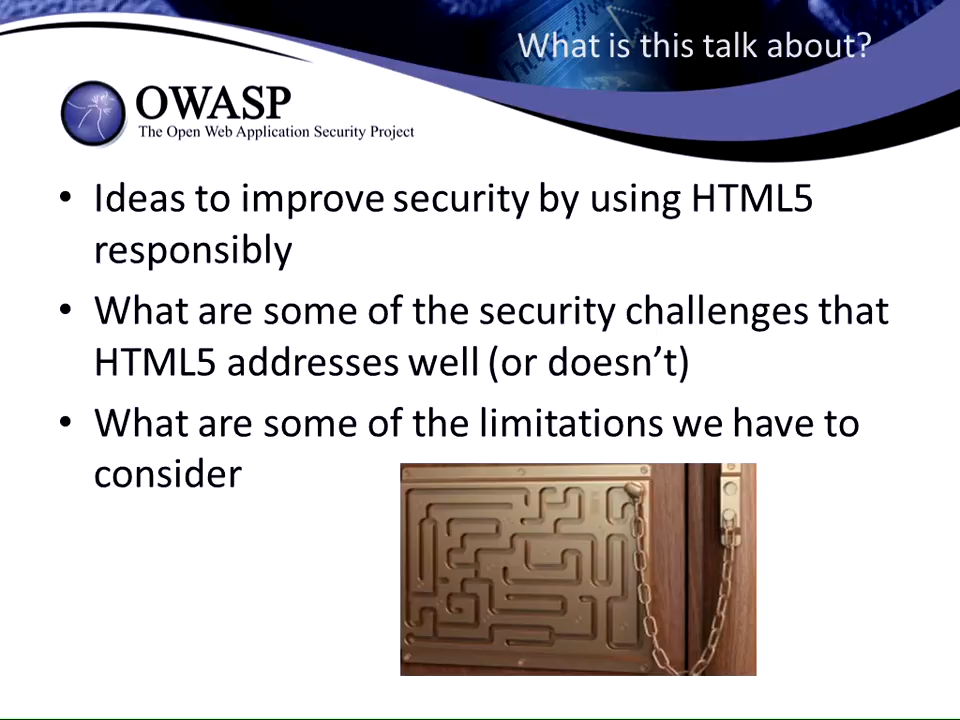 What is this talk about?
OWASP
The Open Web Application Security Project
• Ideas to improve security by using HTML5
responsibly
• What are some of the security challenges that
HTML5 addresses well (or doesn’t)
• What are some of the limitations we have to
consider